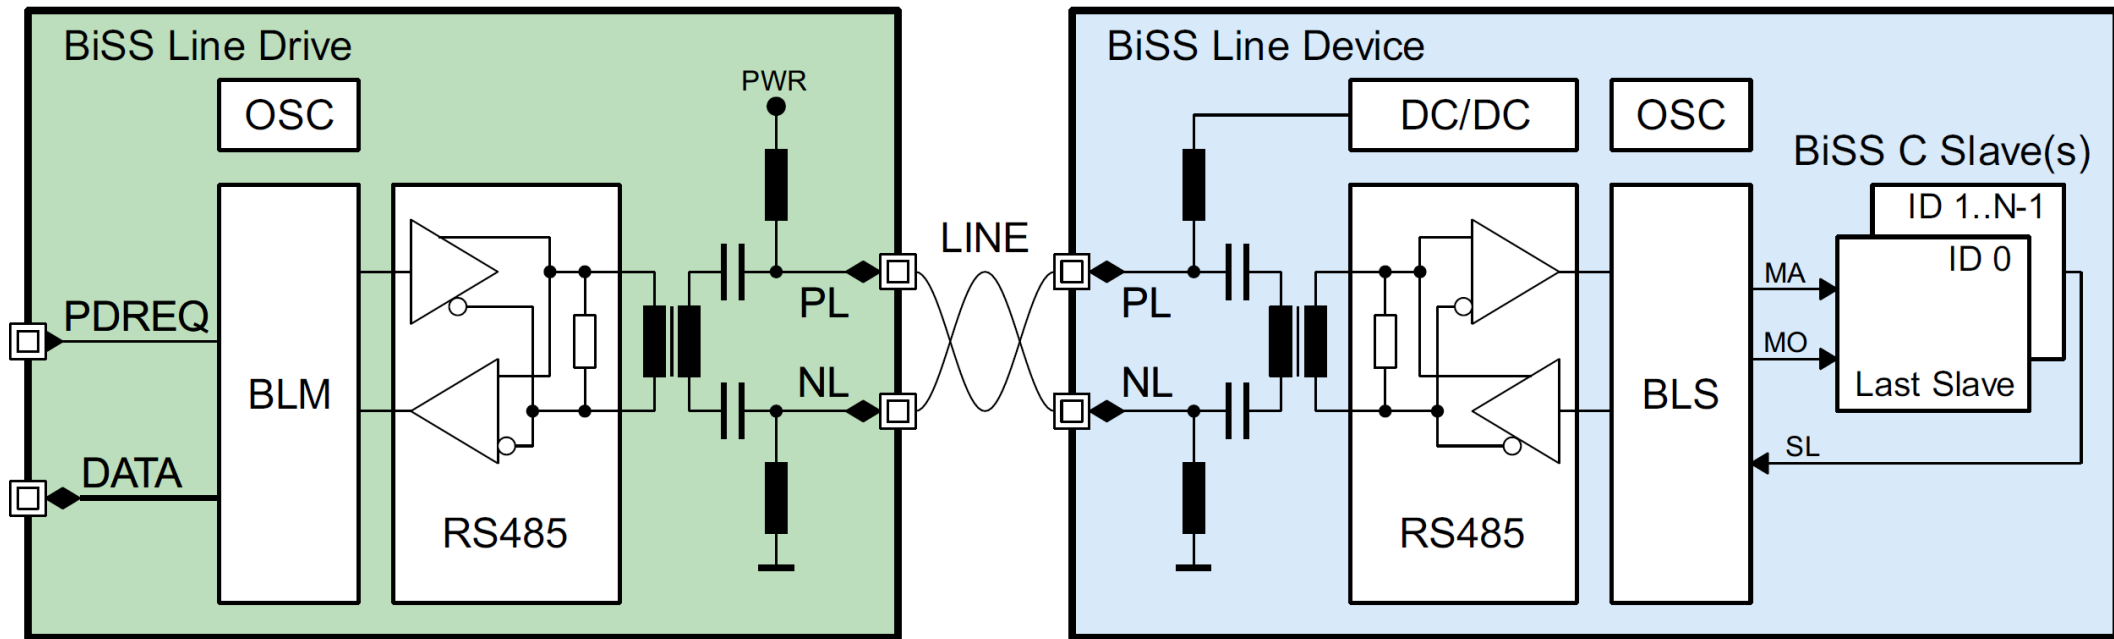 BiSS Line Drive
OSC
PWR
PDREQ
BLM
DATA
RS485
PL
NL
LINE
BiSS Line Device
DC/DC
OSC
BiSS C Slave(s)
PL
NL
RS485
BLS
MA
MO
SL
ID 1..N-1
ID 0
Last Slave